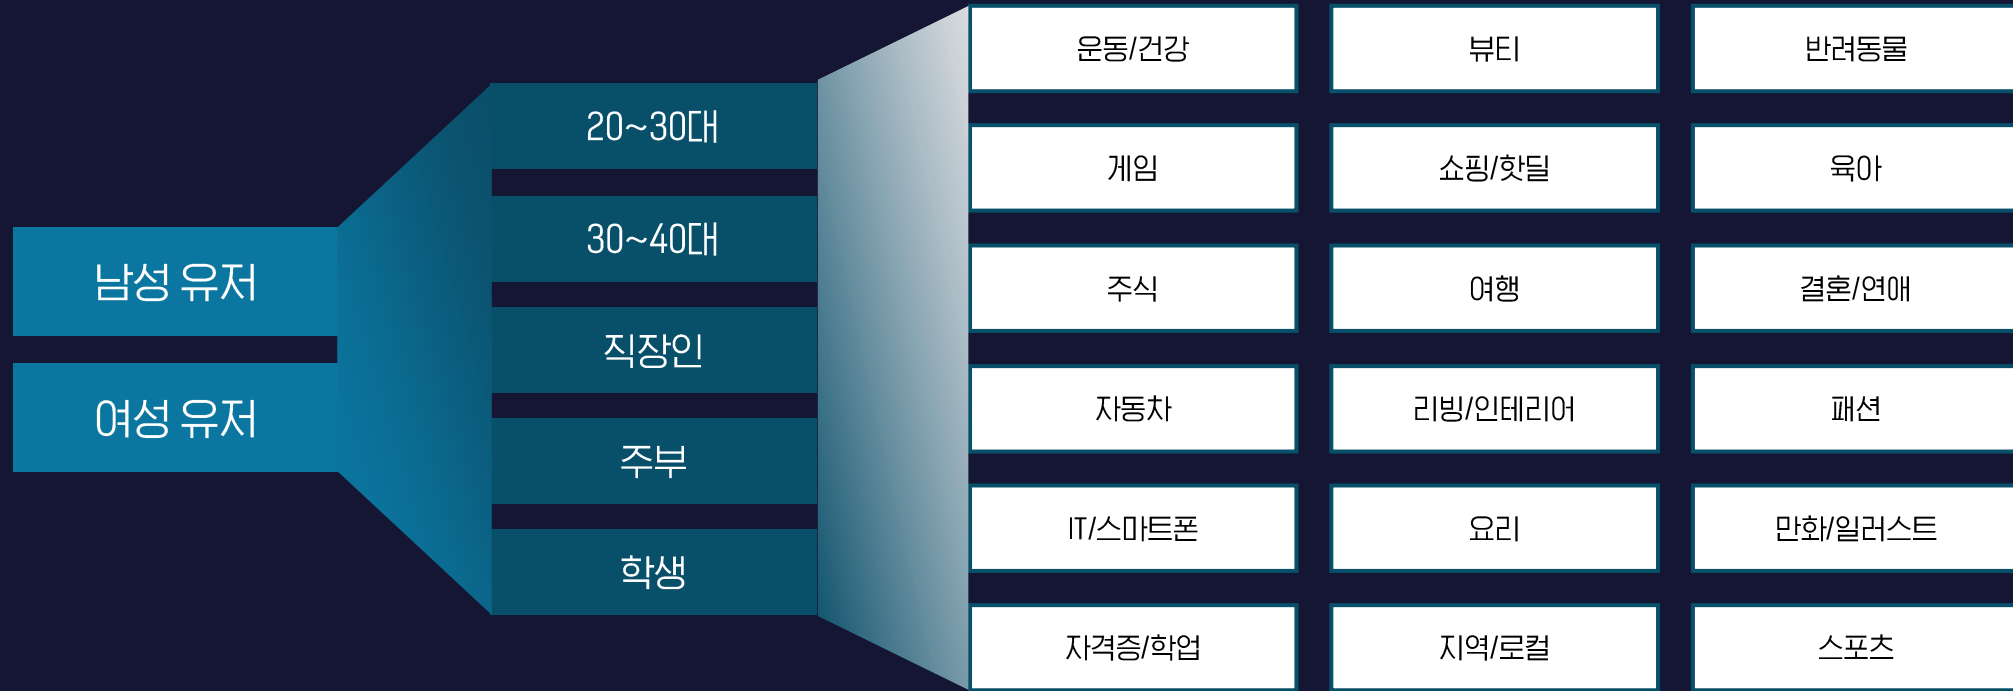 남성 유저
여성 유저
20~30대
30~40대
직장인
주부
학생
운동/건강
뷰티
반려동물
게임
쇼핑/핫딜
육아
주식
여행
결혼/연애
자동차
리빙/인테리어
패션
IT/스마트폰
요리
만화/일러스트
자격증/학업
지역/로컬
스포츠